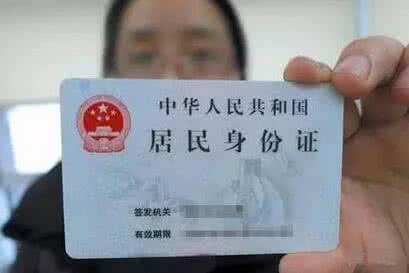 中华人民共和国
居民身份证
签发机关
有效期限